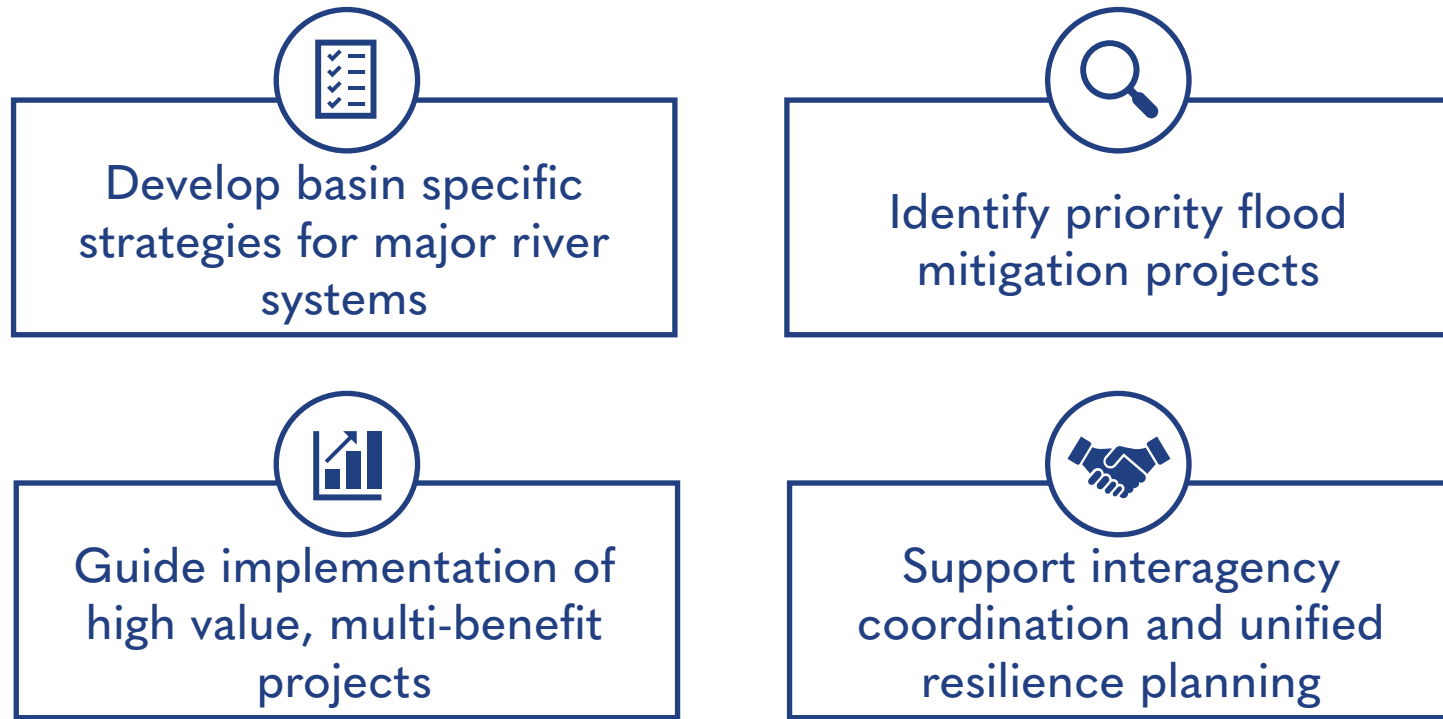 Develop basin specific
strategies for major river
systems
Identify priority flood
mitigation projects
Guide implementation of
high value, multi-benefit
projects
Support interagency
coordination and unified
resilience planning